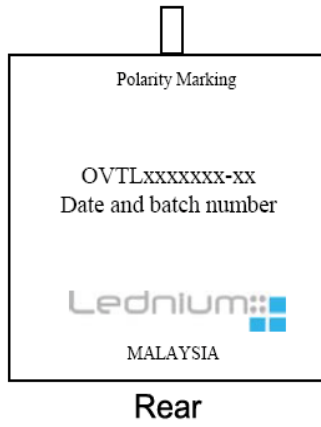 Polarity Marking
OVTLxxxxxxx-xx
Date and batch number
Lednium
MALAYSIA
Rear